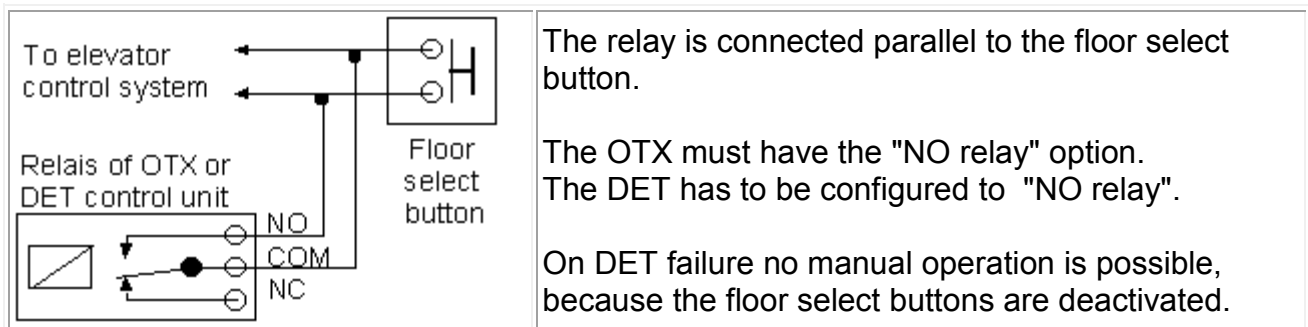 To elevator
control system
Floor
select
button
Relais of OTX or
DET control unit
NO
COM
NC
The relay is connected parallel to the floor select
button.
The OTX must have the "NO relay" option.
The DET has to be configured to  "NO relay".
On DET failure no manual operation is possible,
because the floor select buttons are deactivated.